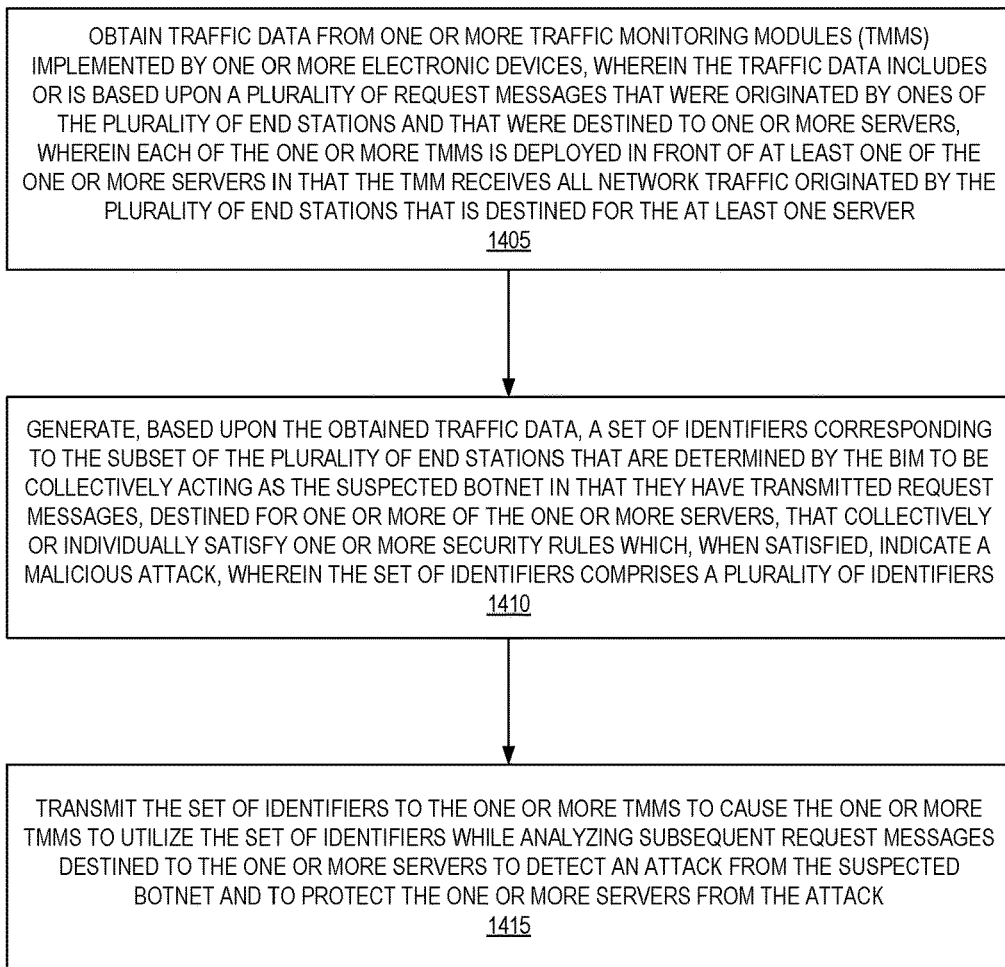 OBTAIN TRAFFIC DATA FROM ONE OR MORE TRAFFIC MONITORING MODULES (TMMS)
IMPLEMENTED BY ONE OR MORE ELECTRONIC DEVICES, WHEREIN THE TRAFFIC DATA INCLUDES
OR IS BASED UPON A PLURALITY OF REQUEST MESSAGES THAT WERE ORIGINATED BY ONES OF
THE PLURALITY OF END STATIONS AND THAT WERE DESTINED TO ONE OR MORE SERVERS,
WHEREIN EACH OF THE ONE OR MORE TMMS IS DEPLOYED IN FRONT OF AT LEAST ONE OF THE
ONE OR MORE SERVERS IN THAT THE TMM RECEIVES ALL NETWORK TRAFFIC ORIGINATED BY THE
PLURALITY OF END STATIONS THAT IS DESTINED FOR THE AT LEAST ONE SERVER
1405
GENERATE, BASED UPON THE OBTAINED TRAFFIC DATA, A SET OF IDENTIFIERS CORRESPONDING
TO THE SUBSET OF THE PLURALITY OF END STATIONS THAT ARE DETERMINED BY THE BIM TO BE
COLLECTIVELY ACTING AS THE SUSPECTED BOTNET IN THAT THEY HAVE TRANSMITTED REQUEST
MESSAGES, DESTINED FOR ONE OR MORE OF THE ONE OR MORE SERVERS, THAT COLLECTIVELY
OR INDIVIDUALLY SATISFY ONE OR MORE SECURITY RULES WHICH, WHEN SATISFIED, INDICATE A
MALICIOUS ATTACK, WHEREIN THE SET OF IDENTIFIERS COMPRISES A PLURALITY OF IDENTIFIERS
1410
TRANSMIT THE SET OF IDENTIFIERS TO THE ONE OR MORE TMMS TO CAUSE THE ONE OR MORE
TMMS TO UTILIZE THE SET OF IDENTIFIERS WHILE ANALYZING SUBSEQUENT REQUEST MESSAGES
DESTINED TO THE ONE OR MORE SERVERS TO DETECT AN ATTACK FROM THE SUSPECTED
BOTNET AND TO PROTECT THE ONE OR MORE SERVERS FROM THE ATTACK
1415